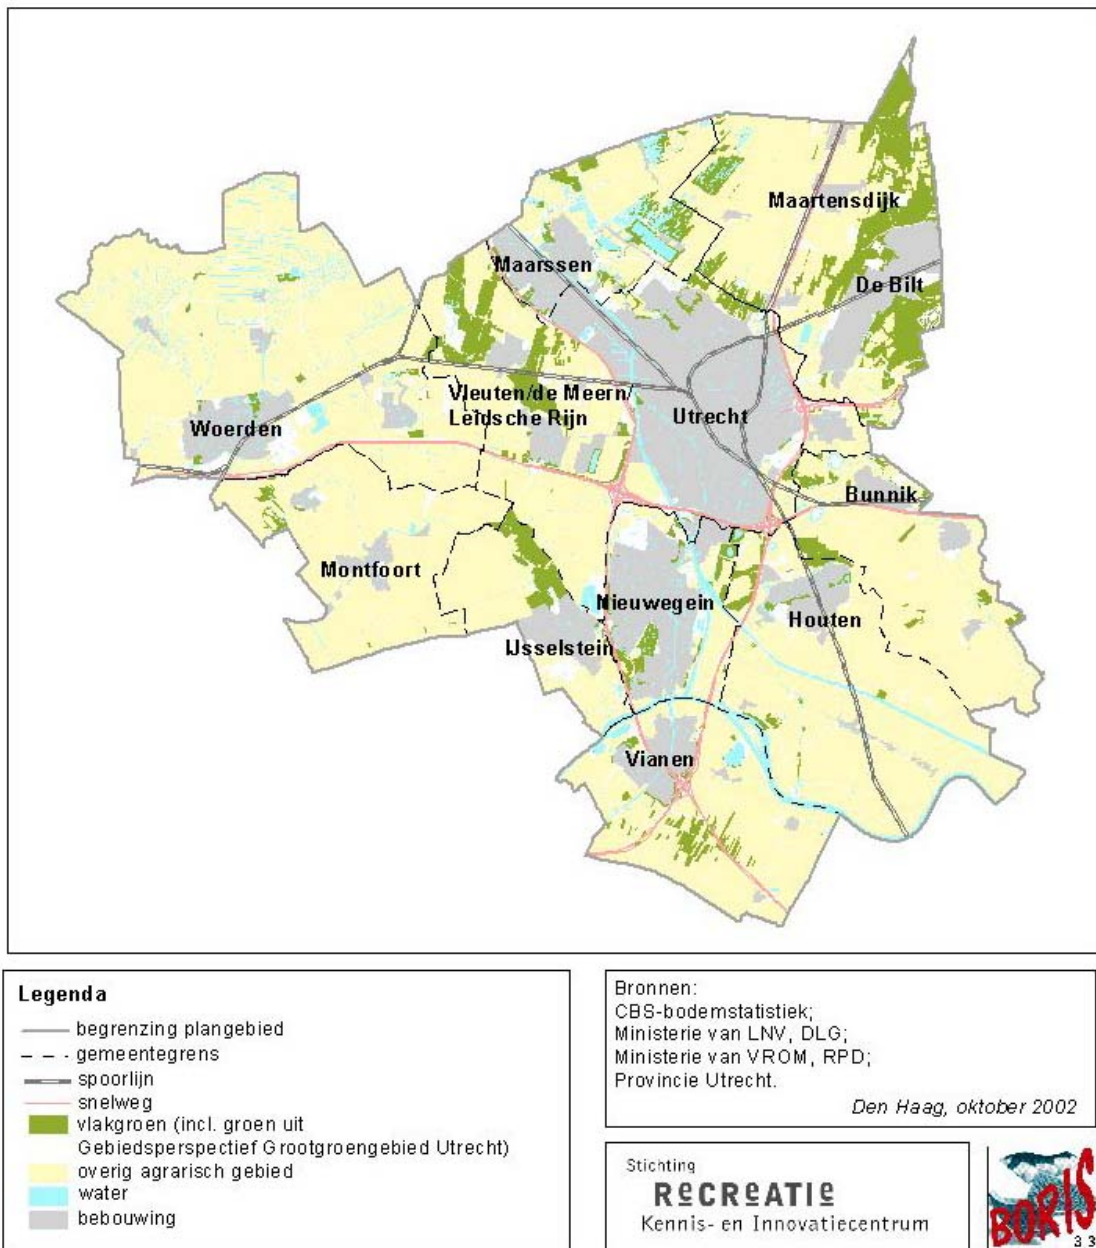 Maartensdijk
Maarssen
De Bilt
Vleuten/de Meern/
Leidsche Rijn
Utrecht
Woerden
Bunnik
Montfoort
Nieuwegein
Houten
IJsselstein
Vianen
Legenda
begrenzing plangebied
gemeentegrens
spoorlijn
snelweg
vlakgroen (incl. groen uit
Gebiedsperspectief Grootgroengebied Utrecht)
overig agrarisch gebied
water
bebouwing
Bronnen:
CBS-bodemstatistiek;
Ministerie van LNV, DLG;
Ministerie van VROM, RPD;
Provincie Utrecht.
Den Haag, oktober 2002
Stichting
ReCReATIe
Kennis- en Innovatiecentrum
BORIS
3 3